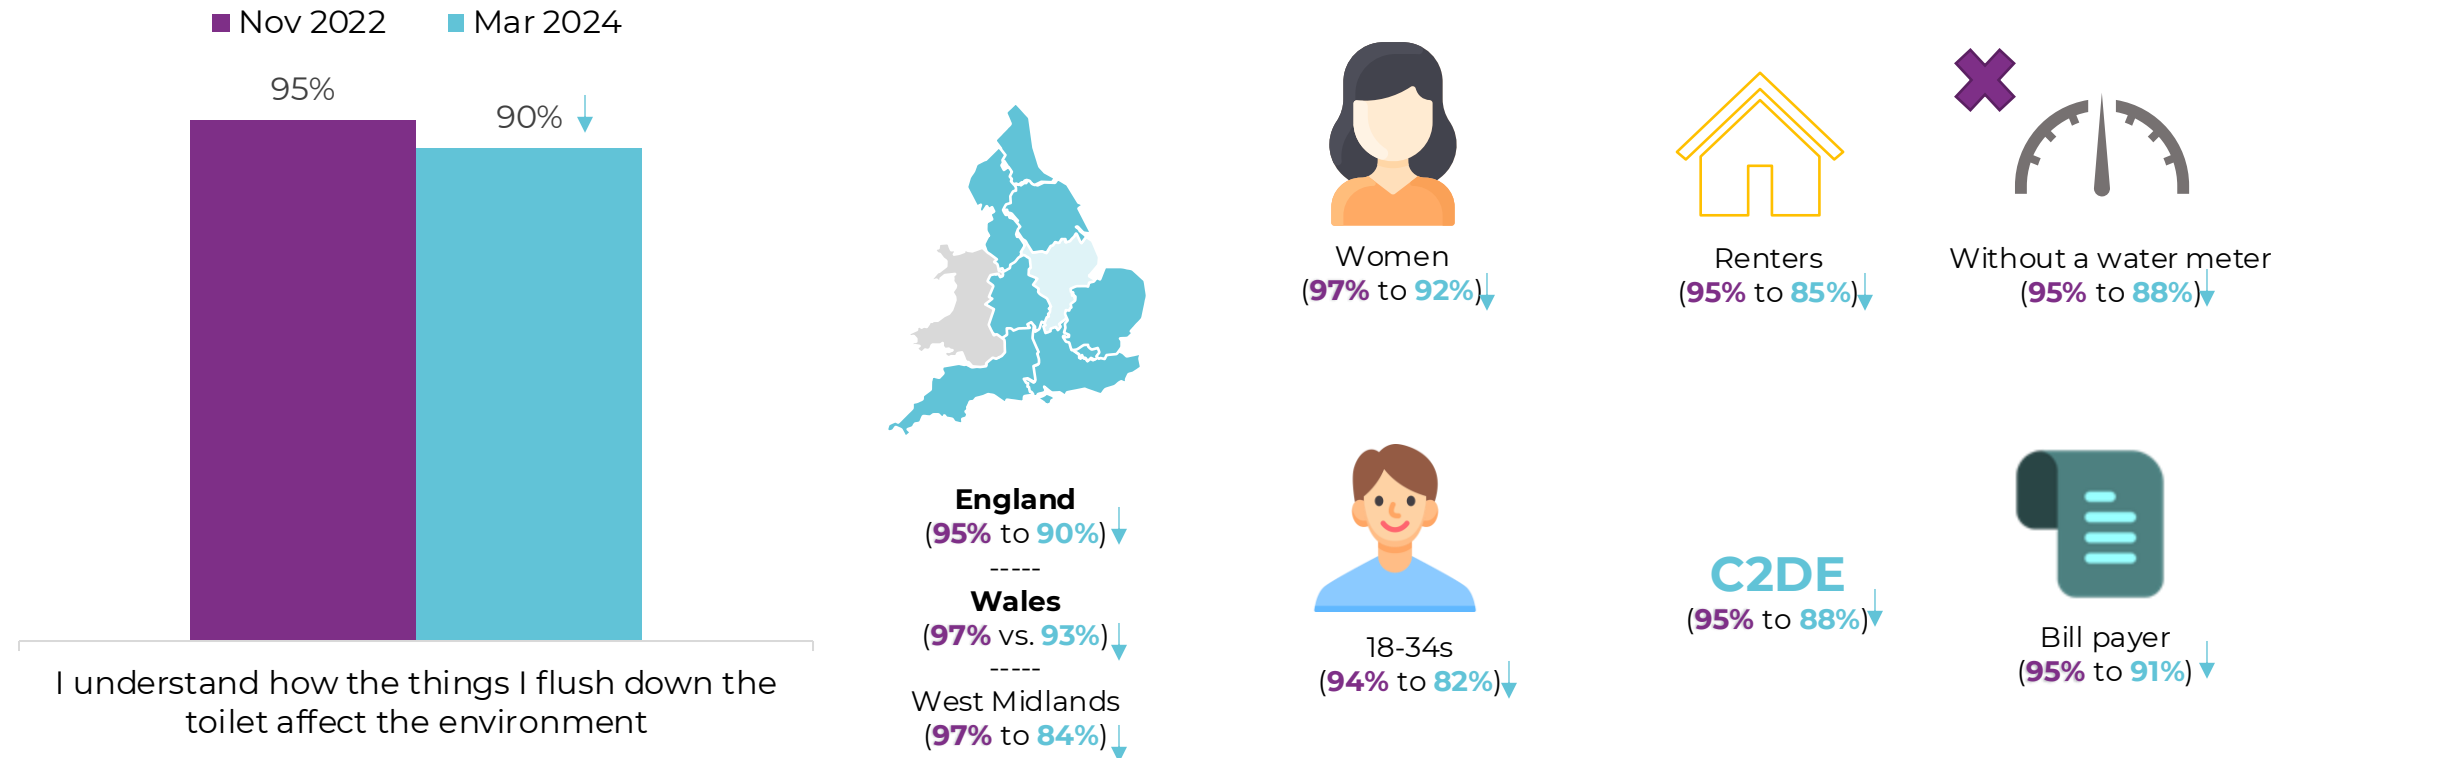 Nov 2022
Mar 2024
95%
90%
I understand how the things I flush down the
toilet affect the environment
England
(95% to 90%)
-----
Wales
(97% vs. 93%)
-----
West Midlands
(97% to 84%)
Women
(97% to 92%)
Renters
(95% to 85%)
Without a water meter
(95% to 88%)
18-34s
(94% to 82%)
C2DE
(95% to 88%)
Bill payer
(95% to 91%)